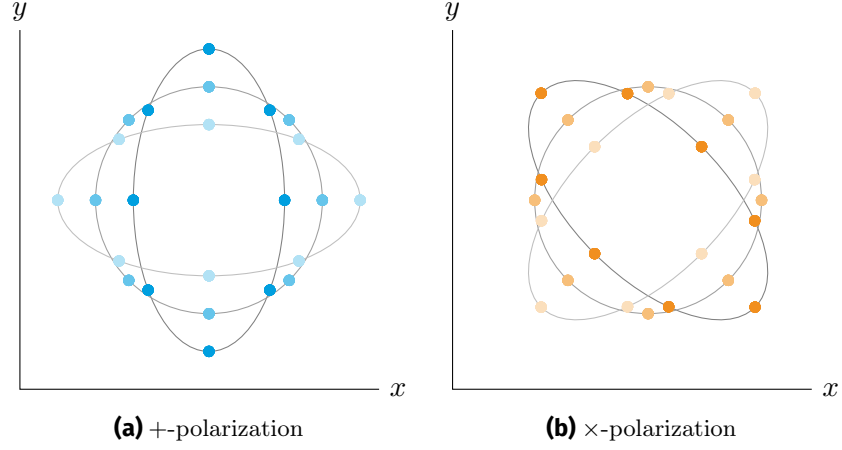 y
y
x
x
(a) +-polarization
(b) ×-polarization